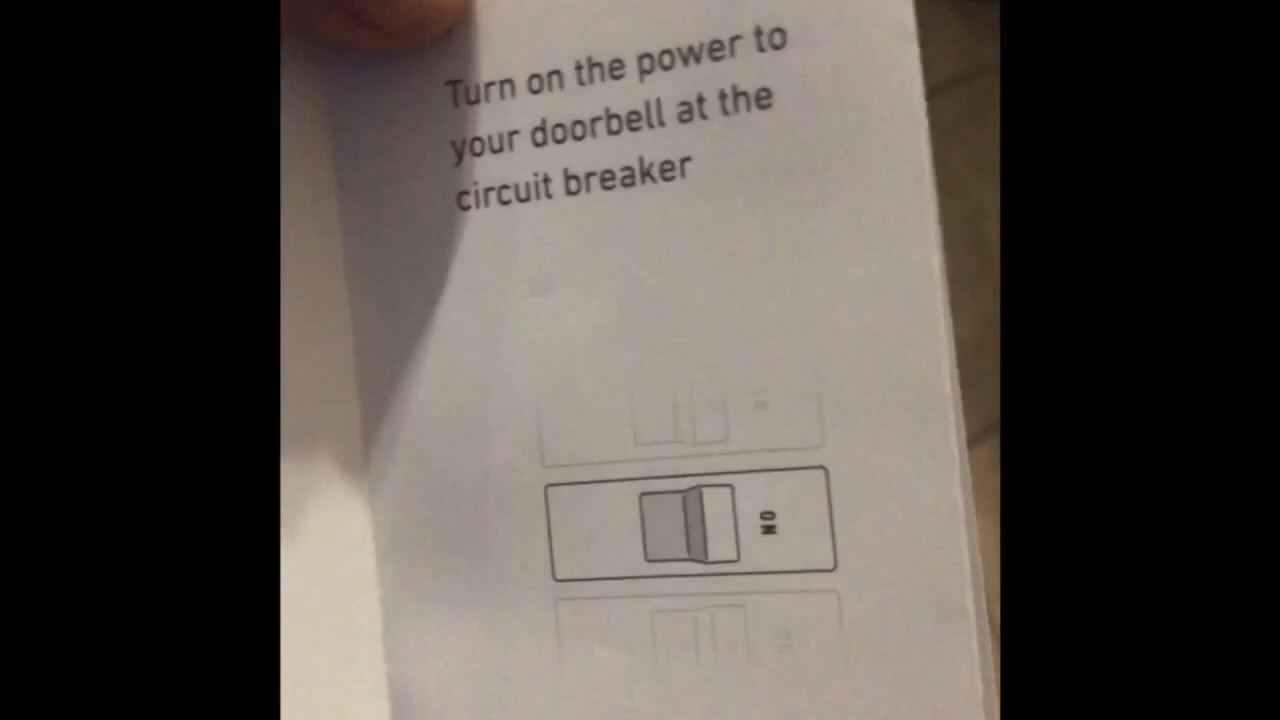 Turn on the power to
your doorbell at the
circuit breaker
ON